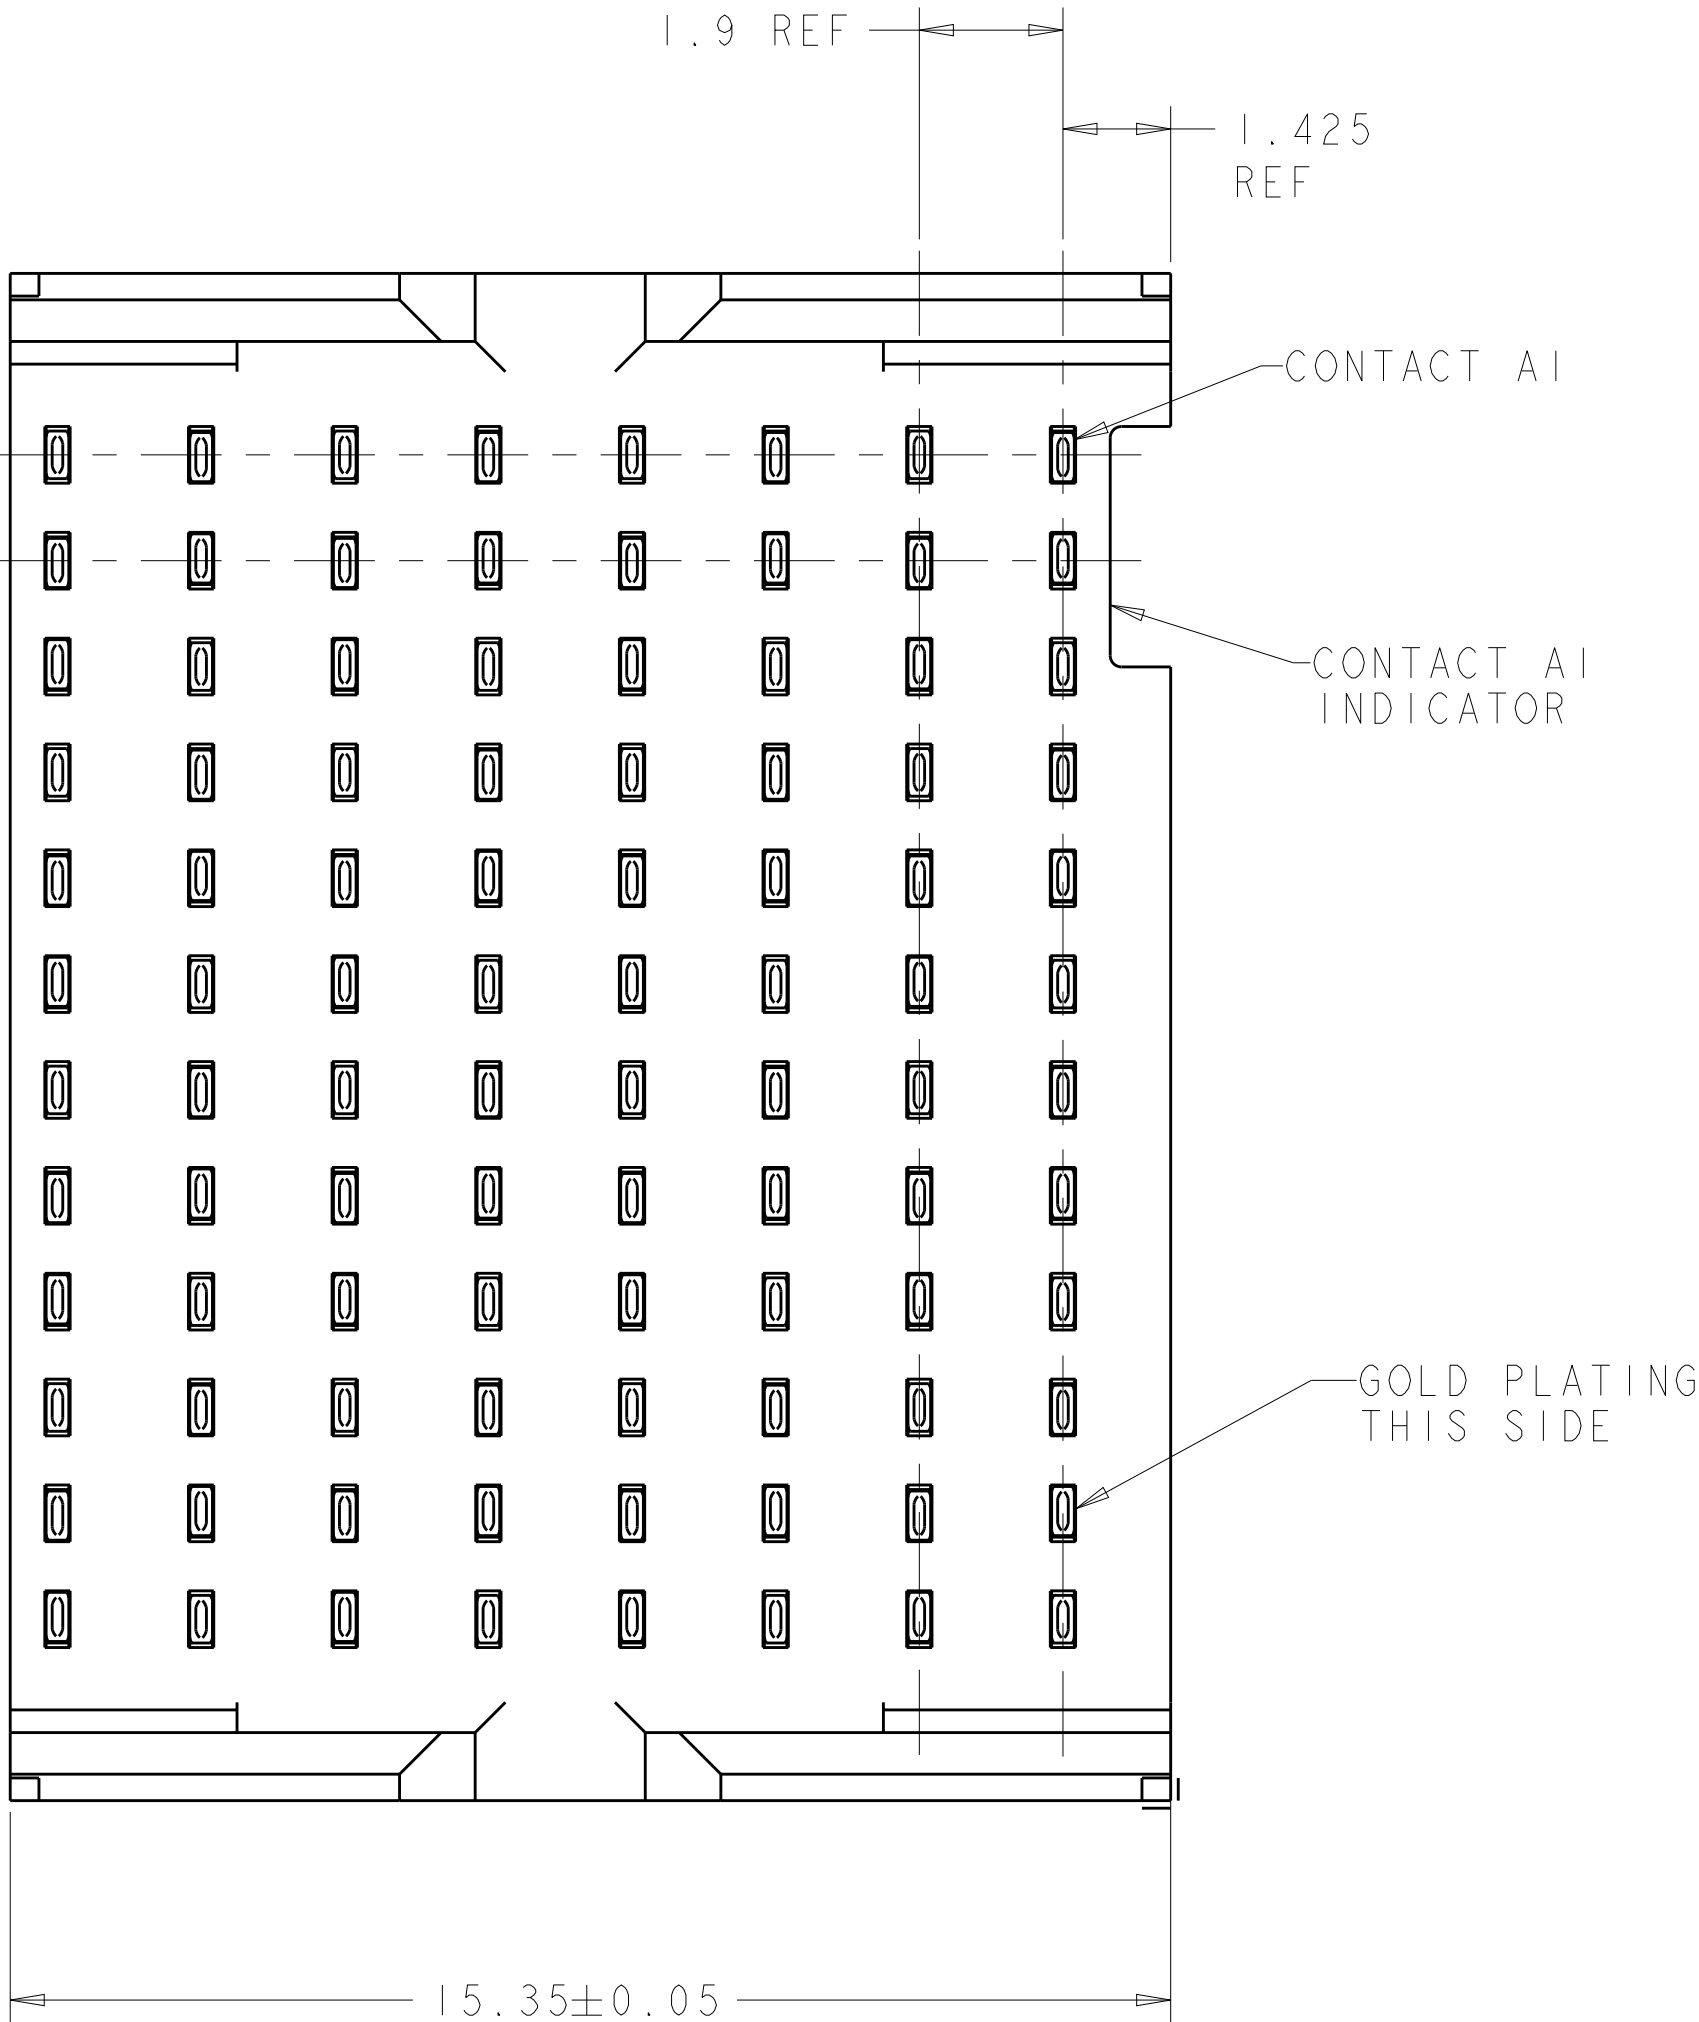 1.9 REF
1.425
REF
CONTACT A1
CONTACT A1
INDICATOR
GOLD PLATING
THIS SIDE
15.35±0.05